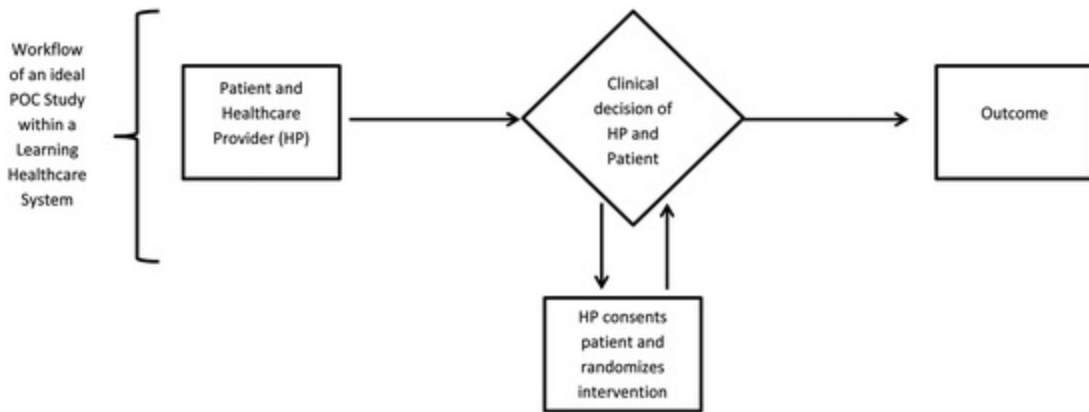 Workflow
of an ideal
POC Study
within a
Learning
Healthcare
System
Patient and
Healthcare
Provider (HP)
Clinical
decision of
HP and
Patient
Outcome
HP consents
patient and
randomizes
intervention